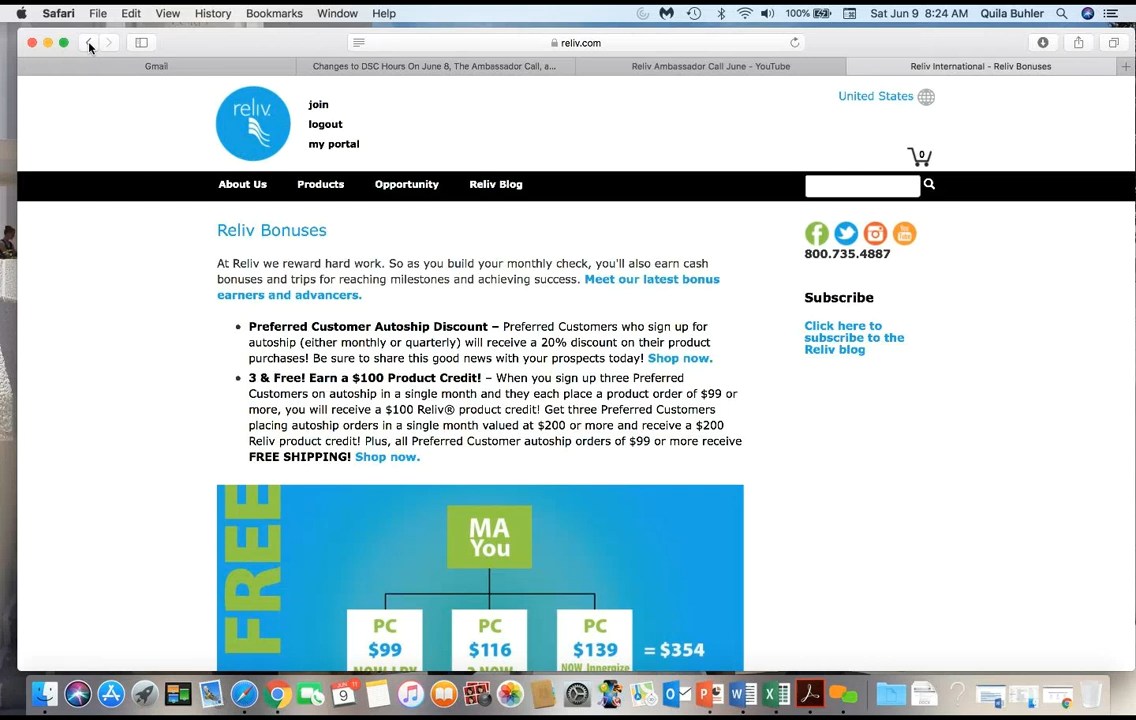 Safari File Edit View History Bookmarks Window Help 100% Sat Jun 9 8:24 AM Quila Buhler
reliv.com
Gmail Changes to DSC Hours On June 8, The Ambassador Call, a... Reliv Ambassador Call June - YouTube Reliv International - Reliv Bonuses
reliv
join
logout
my portal
United States
0
About Us Products Opportunity Reliv Blog
Reliv Bonuses
At Reliv we reward hard work. So as you build your monthly check, you'll also earn cash
bonuses and trips for reaching milestones and achieving success. Meet our latest bonus
earners and advancers.
• Preferred Customer Autoship Discount – Preferred Customers who sign up for
autoship (either monthly or quarterly) will receive a 20% discount on their product
purchases! Be sure to share this good news with your prospects today! Shop now.
• 3 & Free! Earn a $100 Product Credit! – When you sign up three Preferred
Customers on autoship in a single month and they each place a product order of $99 or
more, you will receive a $100 Reliv® product credit! Get three Preferred Customers
placing autoship orders in a single month valued at $200 or more and receive a $200
Reliv product credit! Plus, all Preferred Customer autoship orders of $99 or more receive
FREE SHIPPING! Shop now.
You Tube
800.735.4887
Subscribe
Click here to
subscribe to the
Reliv blog
FREE
MA
You
PC PC PC
$99 $116 $139 = $354
NOW Innergize
9